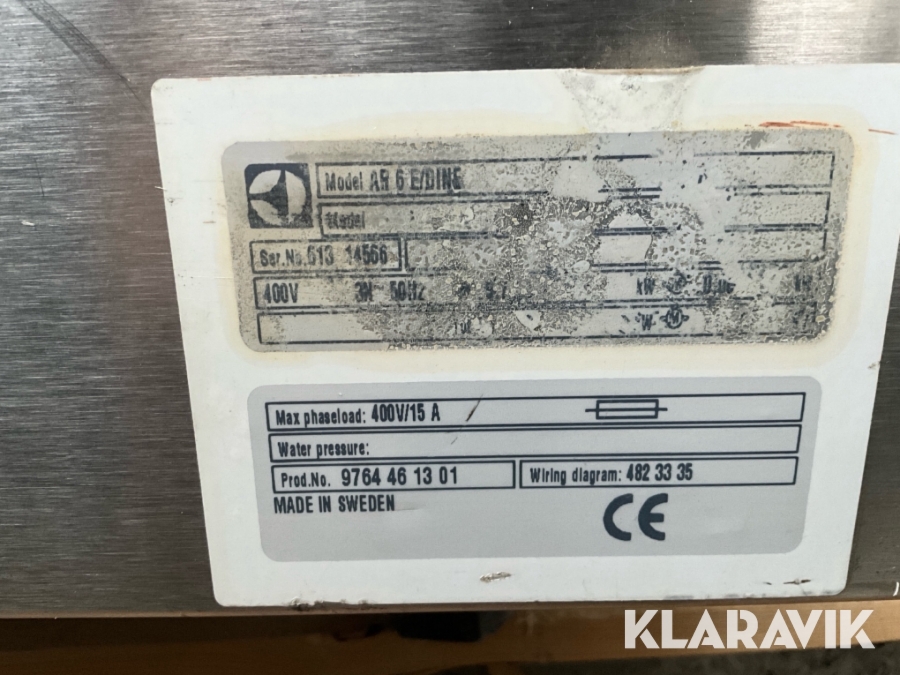 KLARAVIK
Model AR 6 E/DINE
Model
Ser.No. 613 14566
400V 3N 50Hz kW
W M
Max phaseload: 400V/15 A
Water pressure:
Prod.No. 9764 46 13 01
Wiring diagram: 482 33 35
MADE IN SWEDEN
CE
KLARAVIK